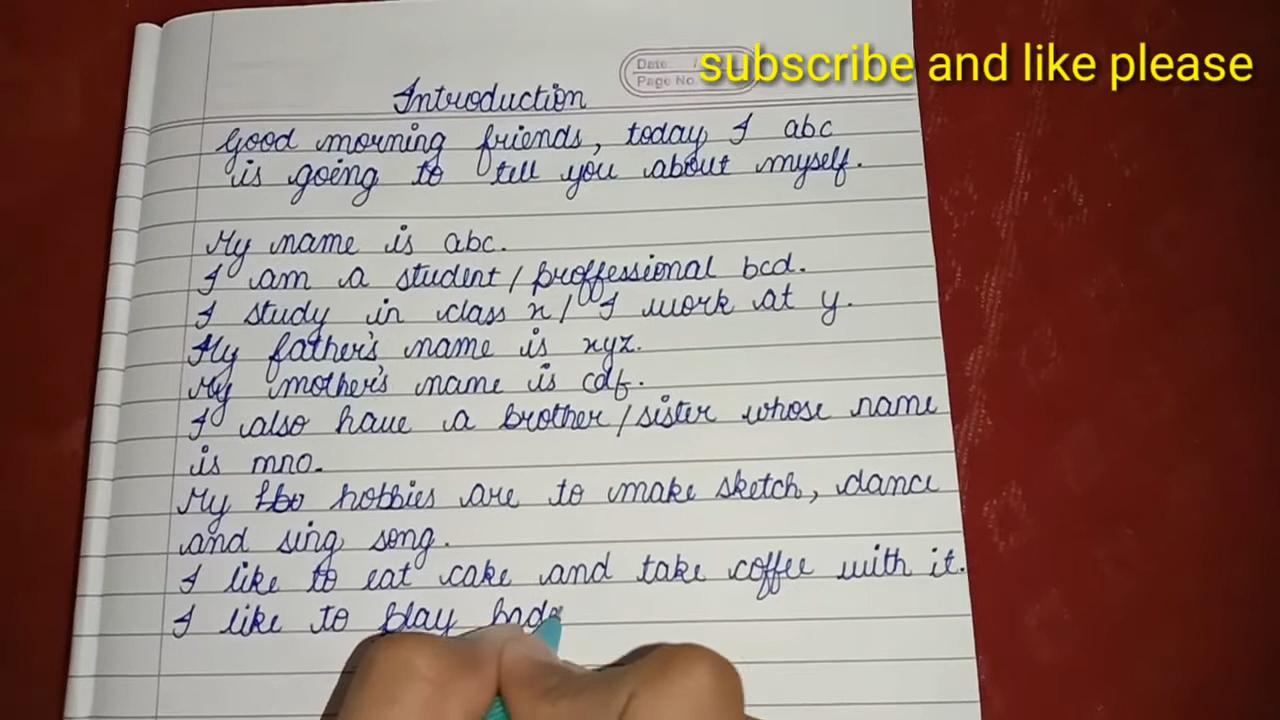 subscribe and like please
Date /
Page No.
Introduction
Good morning friends, today I abc
is going to tell you about myself.
My name is abc.
I am a student / proffessional bcd.
I study in class x / I work at y.
My father's name is xyz.
My mother's name is cdf.
I also have a brother / sister whose name
is mno.
My hobbies are to make sketch, dance
and sing song.
I like to eat cake and take coffee with it.
I like to play